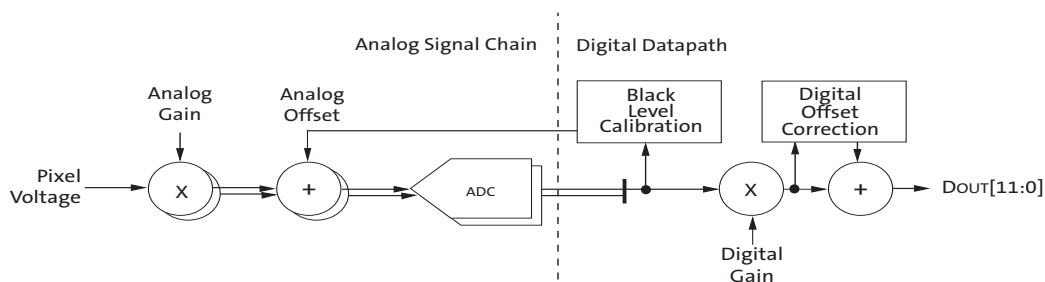 Analog Signal Chain
Digital Datapath
Analog
Gain
Analog
Offset
Black
Level
Calibration
Digital
Offset
Correction
Pixel
Voltage
X
+
ADC
X
+
DOUT[11:0]
Digital
Gain